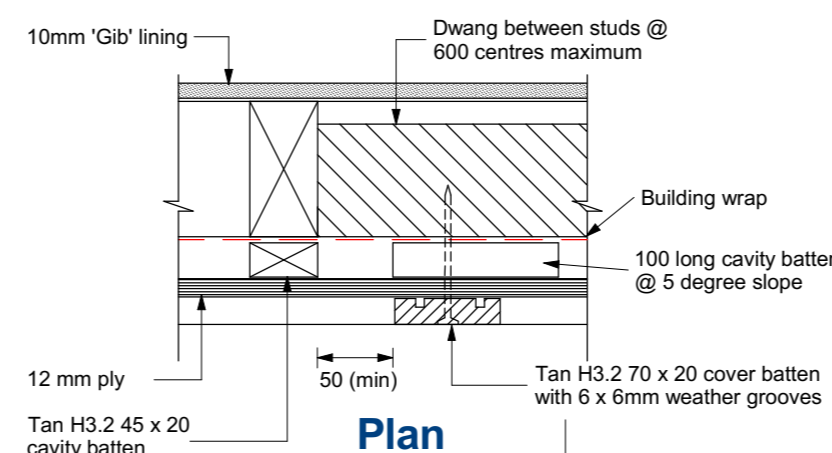 10mm 'Gib' lining
Dwang between studs @
600 centres maximum
Building wrap
100 long cavity batten
@ 5 degree slope
12 mm ply
50 (min)
Tan H3.2 70 x 20 cover batten
with 6 x 6mm weather grooves
Tan H3.2 45 x 20
cavity batten
Plan